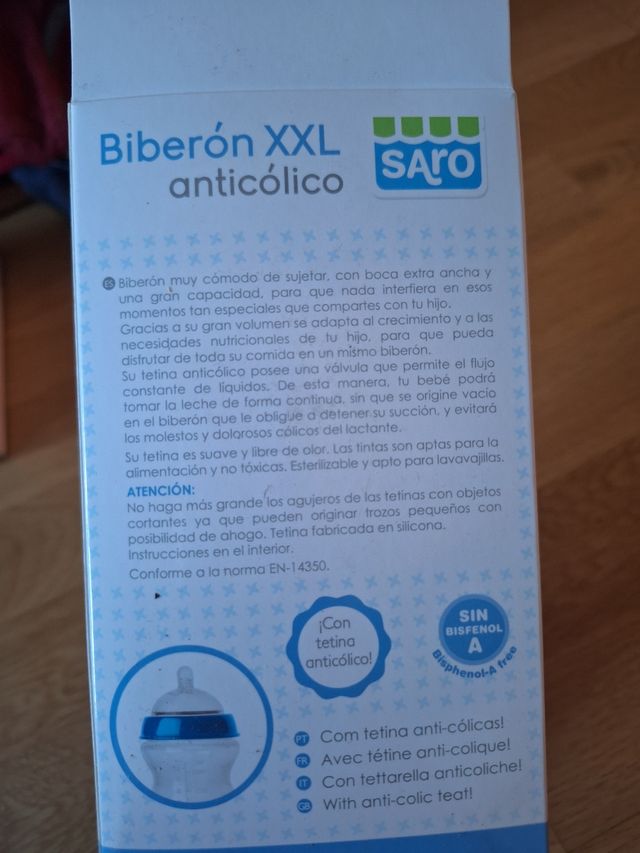 Biberón XXL
anticólico
SAro
ES Biberón muy cómodo de sujetar, con boca extra ancha y
una gran capacidad, para que nada interfiera en esos
momentos tan especiales que compartes con tu hijo.
Gracias a su gran volumen se adapta al crecimiento y a las
necesidades nutricionales de tu hijo, para que pueda
disfrutar de toda su comida en un mismo biberón.
Su tetina anticólico posee una válvula que permite el flujo
constante de líquidos. De esta manera, tu bebé podrá
tomar la leche de forma continua, sin que se origine vacío
en el biberón que le obligue a detener su succión, y evitará
los molestos y dolorosos cólicos del lactante.
Su tetina es suave y libre de olor. Las tintas son aptas para la
alimentación y no tóxicas. Esterilizable y apto para lavavajillas.
ATENCIÓN:
No haga más grande los agujeros de las tetinas con objetos
cortantes ya que pueden originar trozos pequeños con
posibilidad de ahogo. Tetina fabricada en silicona.
Instrucciones en el interior.
Conforme a la norma EN-14350.
¡Con
tetina
anticólico!
SIN
BISFENOL
A
Bisphenol-A free
PT Com tetina anti-cólicas!
FR Avec tétine anti-colique!
IT Con tettarella anticoliche!
GB With anti-colic teat!